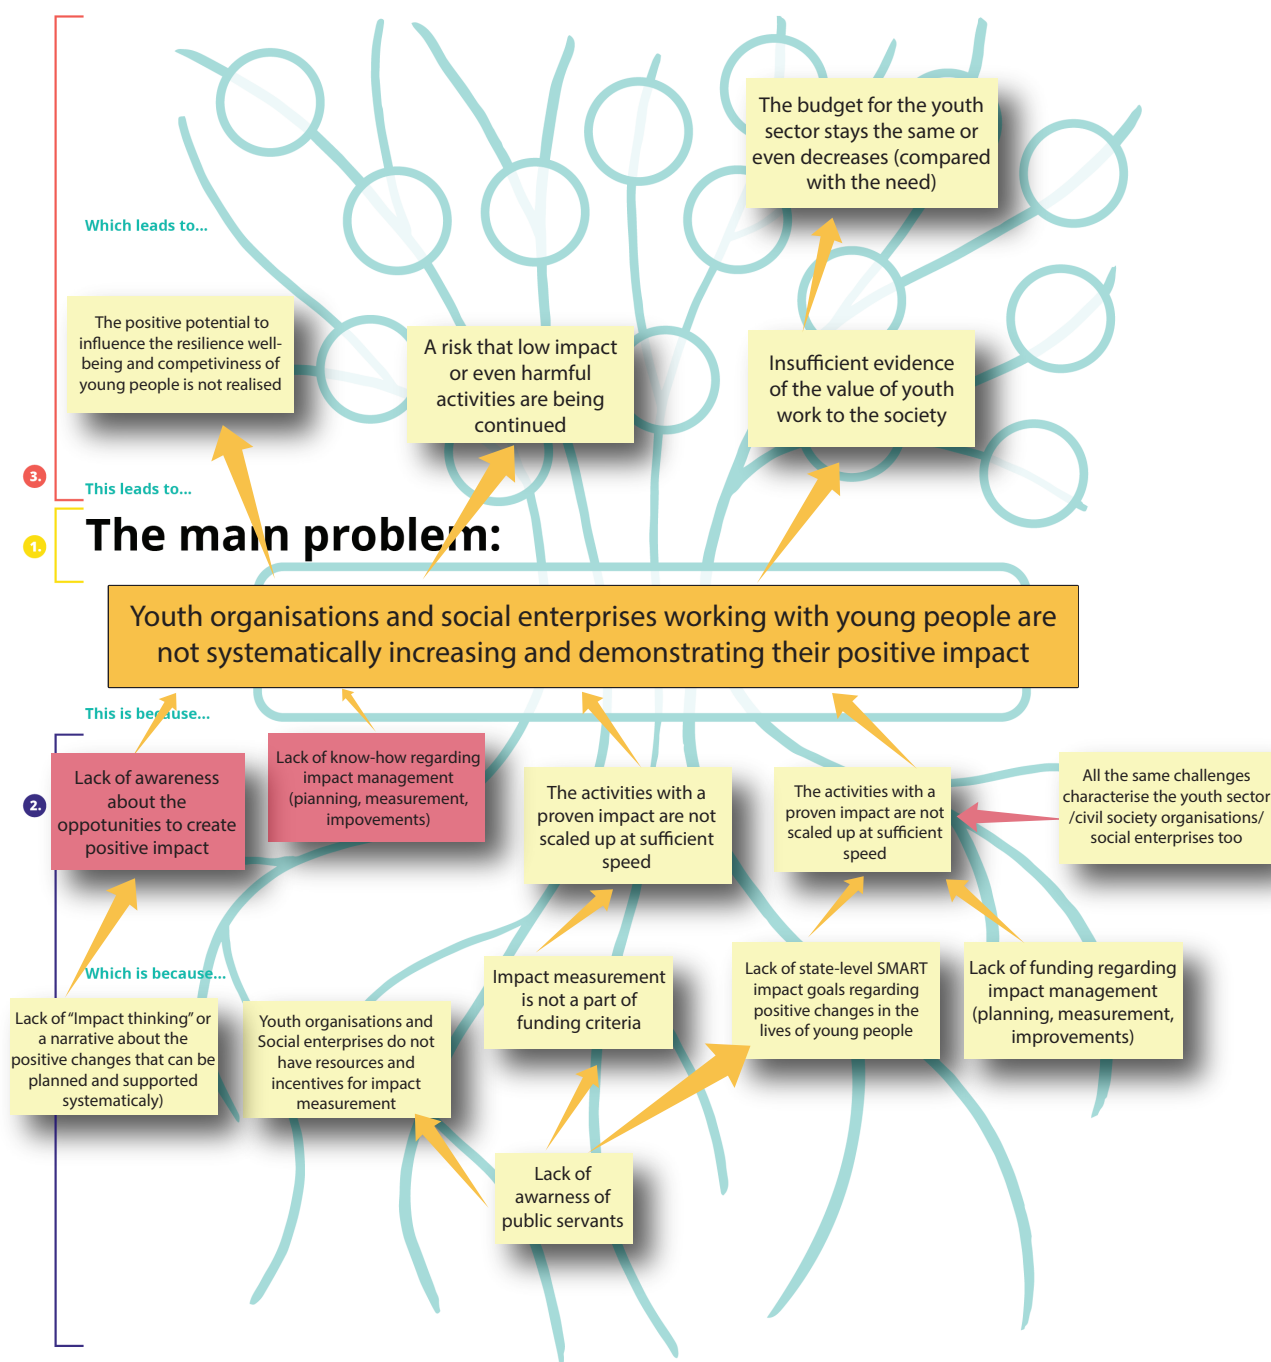 The budget for the youth
sector stays the same or
even decreases (compared
with the need)
Which leads to...
The positive potential to
influence the resilience well-
being and competiviness of
young people is not realised
A risk that low impact
or even harmful
activities are being
continued
Insufficient evidence
of the value of youth
work to the society
3.
This leads to...
1.
The main problem:
Youth organisations and social enterprises working with young people are
not systematically increasing and demonstrating their positive impact
This is because...
2.
Lack of awareness
about the
oppotunities to create
positive impact
Lack of know-how regarding
impact management
(planning, measurement,
impovements)
The activities with a
proven impact are not
scaled up at sufficient
speed
The activities with a
proven impact are not
scaled up at sufficient
speed
All the same challenges
characterise the youth sector
/civil society organisations/
social enterprises too
Which is because...
Lack of “Impact thinking” or
a narrative about the
positive changes that can be
planned and supported
systematicaly)
Youth organisations and
Social enterprises do not
have resources and
incentives for impact
measurement
Impact measurement
is not a part of
funding criteria
Lack of state-level SMART
impact goals regarding
positive changes in the
lives of young people
Lack of funding regarding
impact management
(planning, measurement,
improvements)
Lack of
awarness of
public servants